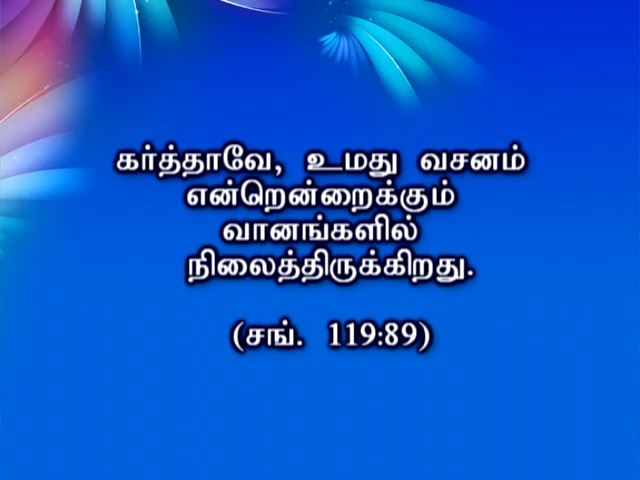 கர்த்தாவே, உமது வசனம்
என்றென்றைக்கும்
வானங்களில்
நிலைத்திருக்கிறது.
(சங். 119:89)